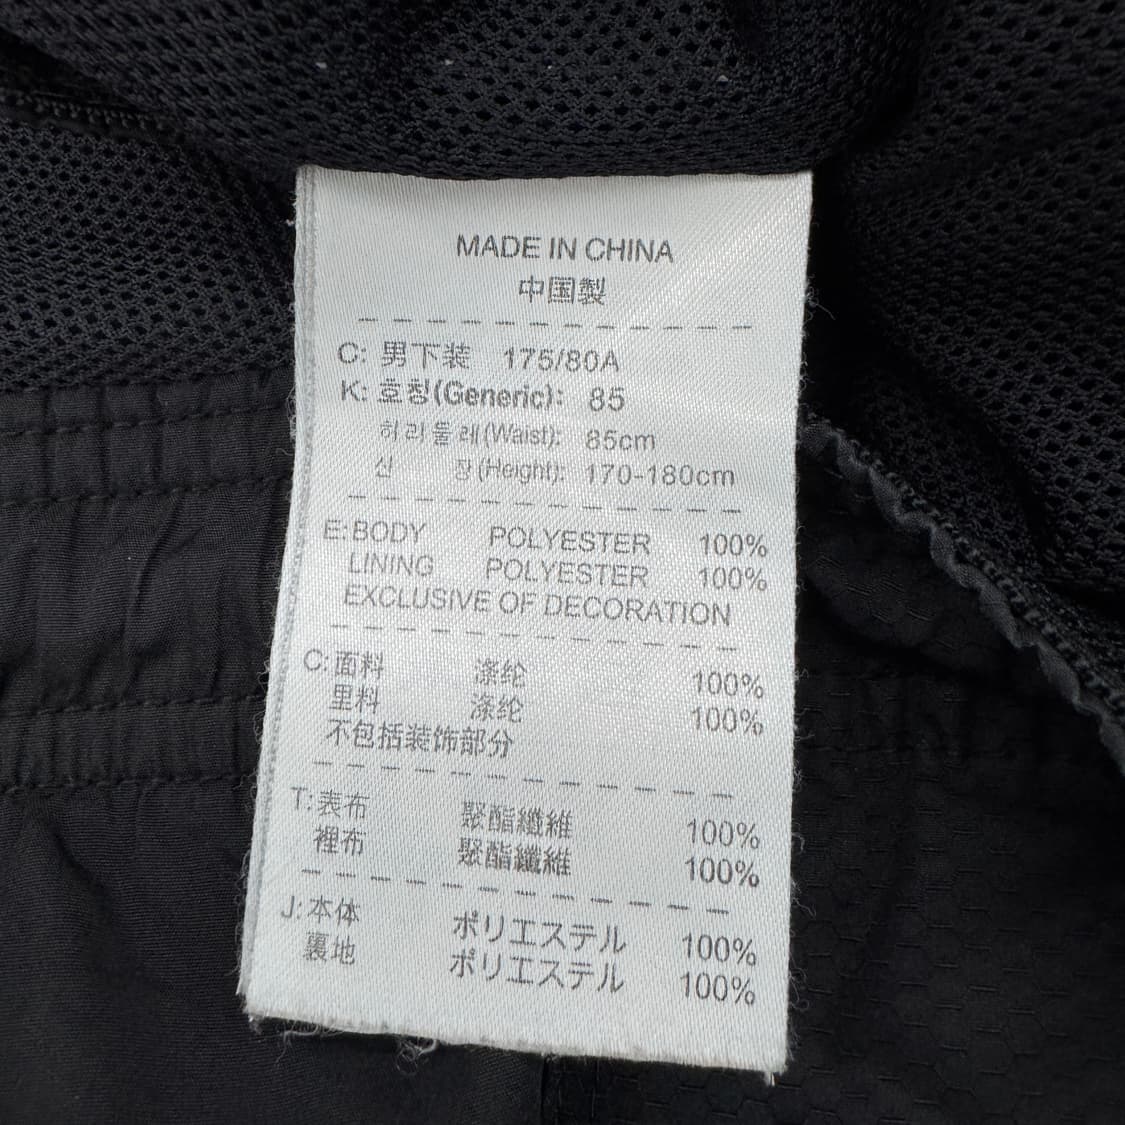 MADE IN CHINA
中国製
C: 男下装 175/80A
K: 호칭(Generic): 85
허리둘레(Waist): 85cm
신 장(Height): 170-180cm
E:BODY POLYESTER 100%
LINING POLYESTER 100%
EXCLUSIVE OF DECORATION
C:面料 涤纶 100%
里料 涤纶 100%
不包括装饰部分
T:表布 聚酯纖維 100%
裡布 聚酯纖維 100%
J:本体 ポリエステル 100%
裏地 ポリエステル 100%